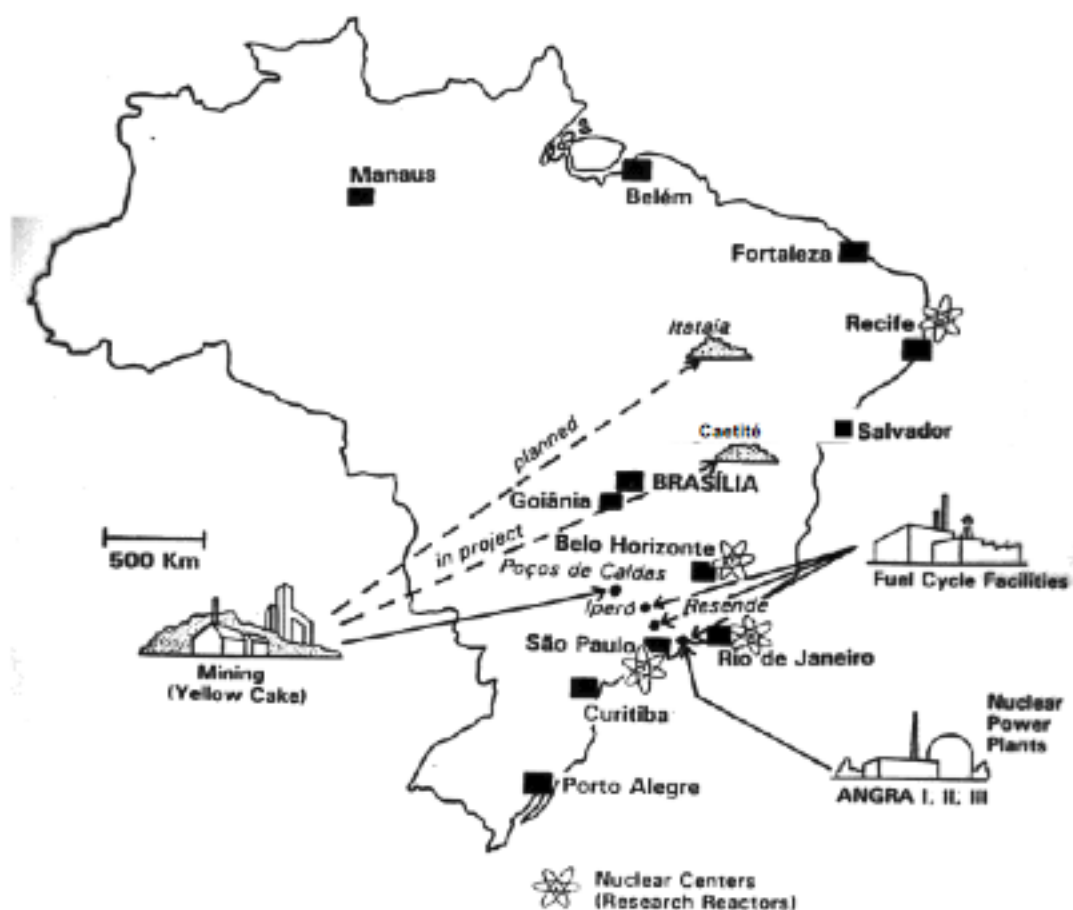 Manaus
Belém
Fortaleza
Recife
Itataia
planned
Caetité
Salvador
BRASÍLIA
Goiânia
in project
500 Km
Belo Horizonte
Poços de Caldas
Fuel Cycle Facilities
Iperó
Resende
São Paulo
Rio de Janeiro
Mining
(Yellow Cake)
Curitiba
Nuclear
Power
Plants
Porto Alegre
ANGRA I, II, III
Nuclear Centers
(Research Reactors)